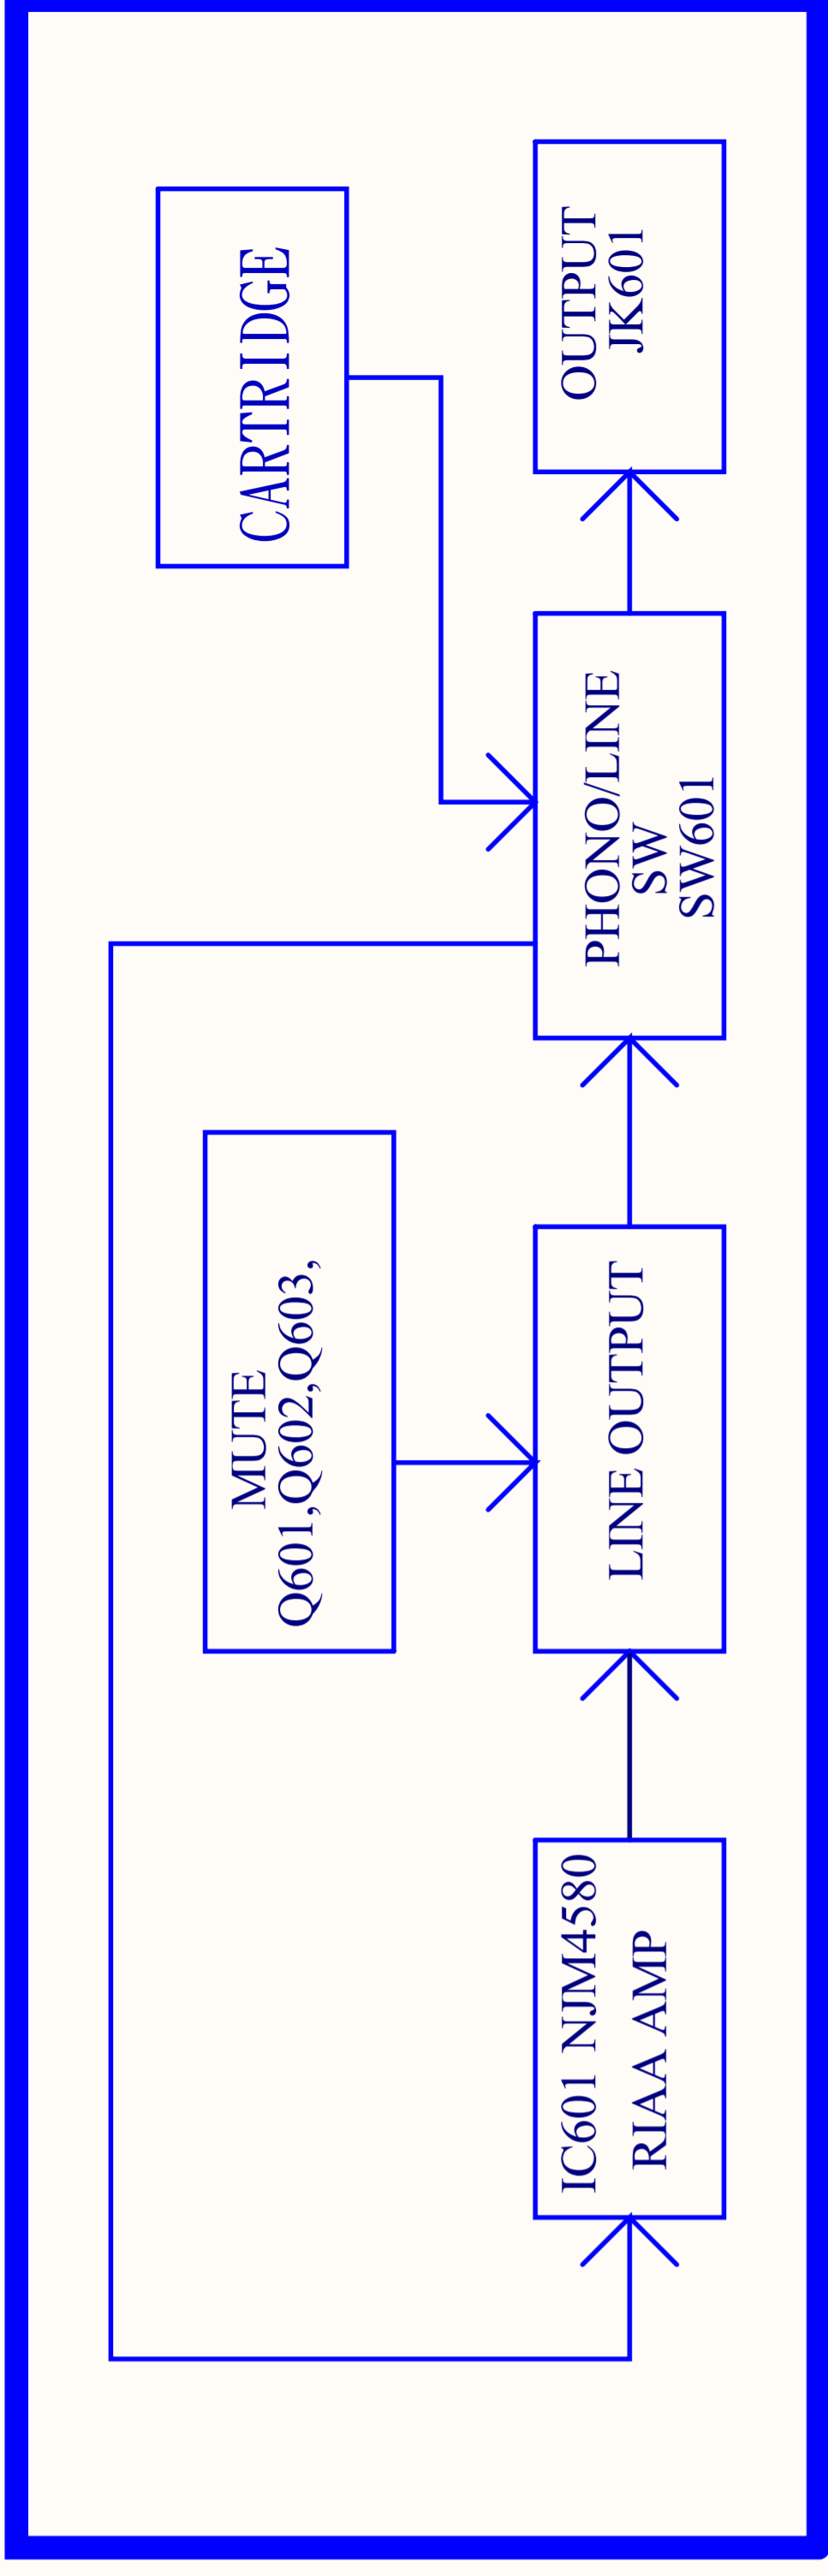 IC601 NJM4580
RIAA AMP
MUTE
Q601,Q602,Q603,
LINE OUTPUT
PHONO/LINE
SW
SW601
CARTRIDGE
OUTPUT
JK601